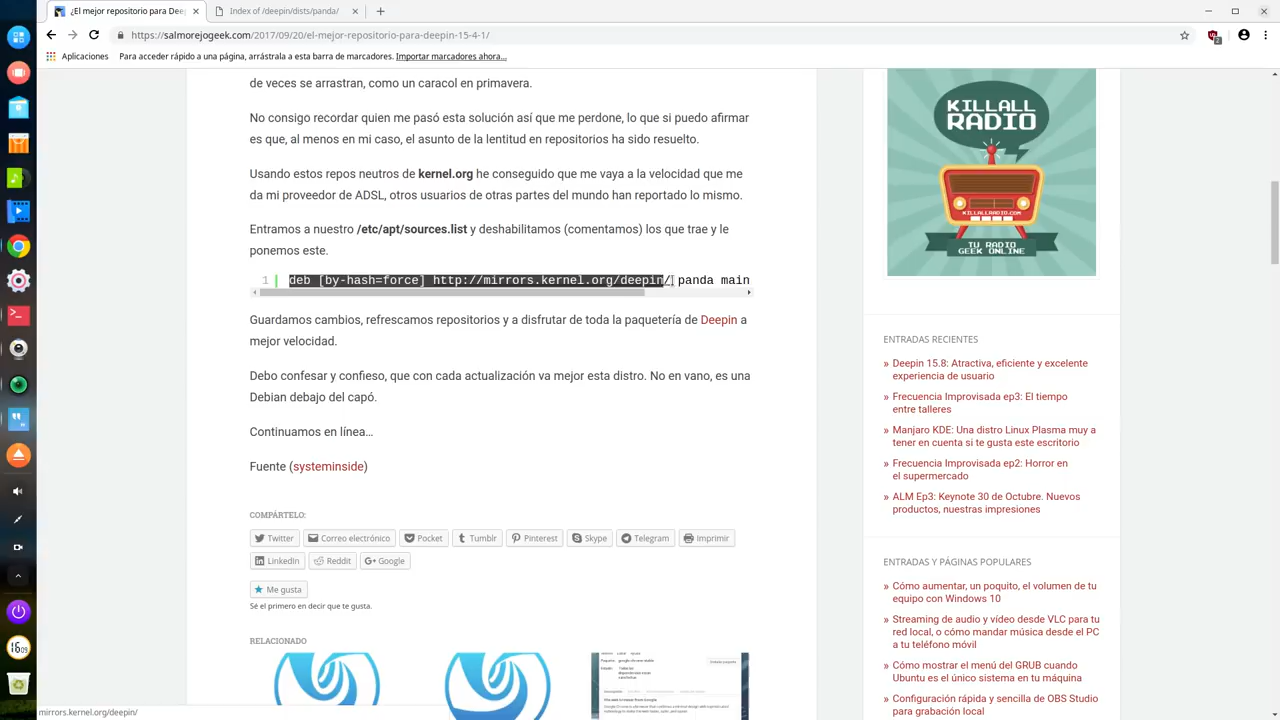 ¿El mejor repositorio para Deep
Index of /deepin/dists/panda/
https://salmorejogeek.com/2017/09/20/el-mejor-repositorio-para-deepin-15-4-1/
2
Aplicaciones Para acceder rápido a una página, arrástrala a esta barra de marcadores. Importar marcadores ahora...
de veces se arrastran, como un caracol en primavera.
No consigo recordar quien me pasó esta solución así que me perdone, lo que si puedo afirmar
es que, al menos en mi caso, el asunto de la lentitud en repositorios ha sido resuelto.
Usando estos repos neutros de kernel.org he conseguido que me vaya a la velocidad que me
da mi proveedor de ADSL, otros usuarios de otras partes del mundo han reportado lo mismo.
Entramos a nuestro /etc/apt/sources.list y deshabilitamos (comentamos) los que trae y le
ponemos este.
1 deb [by-hash=force] http://mirrors.kernel.org/deepin/ panda main
Guardamos cambios, refrescamos repositorios y a disfrutar de toda la paquetería de Deepin a
mejor velocidad.
Debo confesar y confieso, que con cada actualización va mejor esta distro. No en vano, es una
Debian debajo del capó.
Continuamos en línea...
Fuente (systeminside)
COMPÁRTELO:
Twitter Correo electrónico Pocket Tumblr Pinterest Skype Telegram Imprimir
LinkedIn Reddit Google
Me gusta
Sé el primero en decir que te gusta.
RELACIONADO
KILLALL
RADIO
KILLALLRADIO.COM
TU RADIO
GEEK ONLINE
ENTRADAS RECIENTES
» Deepin 15.8: Atractiva, eficiente y excelente
experiencia de usuario
» Frecuencia Improvisada ep3: El tiempo
entre talleres
» Manjaro KDE: Una distro Linux Plasma muy a
tener en cuenta si te gusta este escritorio
» Frecuencia Improvisada ep2: Horror en
el supermercado
» ALM Ep3: Keynote 30 de Octubre. Nuevos
productos, nuestras impresiones
ENTRADAS Y PÁGINAS POPULARES
» Cómo aumentar, un poquito, el volumen de tu
equipo con Windows 10
» Streaming de audio y vídeo desde VLC para tu
red local, o cómo mandar música desde el PC
a tu teléfono móvil
» Cómo mostrar el menú del GRUB cuando
Ubuntu es el único sistema en tu máquina
» Configuración rápida y sencilla de OBS Studio
para grabación local
16:09
mirrors.kernel.org/deepin/